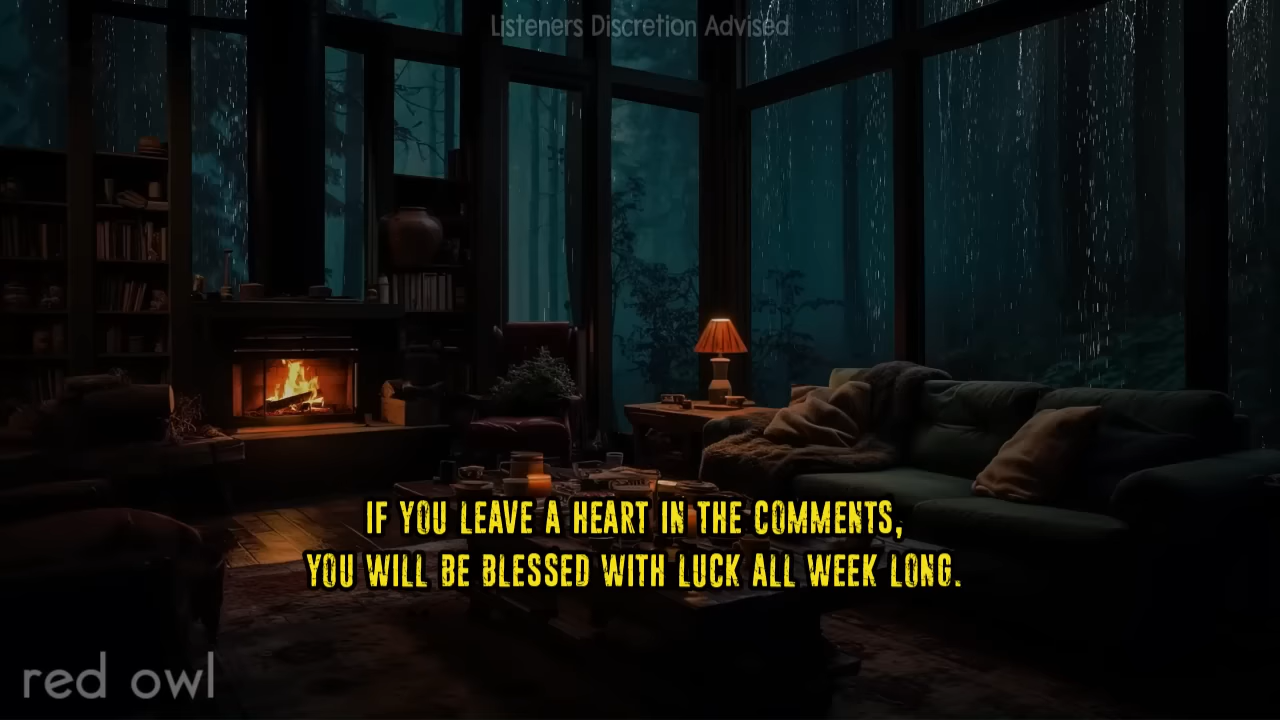 Listeners Discretion Advised
IF YOU LEAVE A HEART IN THE COMMENTS,
YOU WILL BE BLESSED WITH LUCK ALL WEEK LONG.
red owl